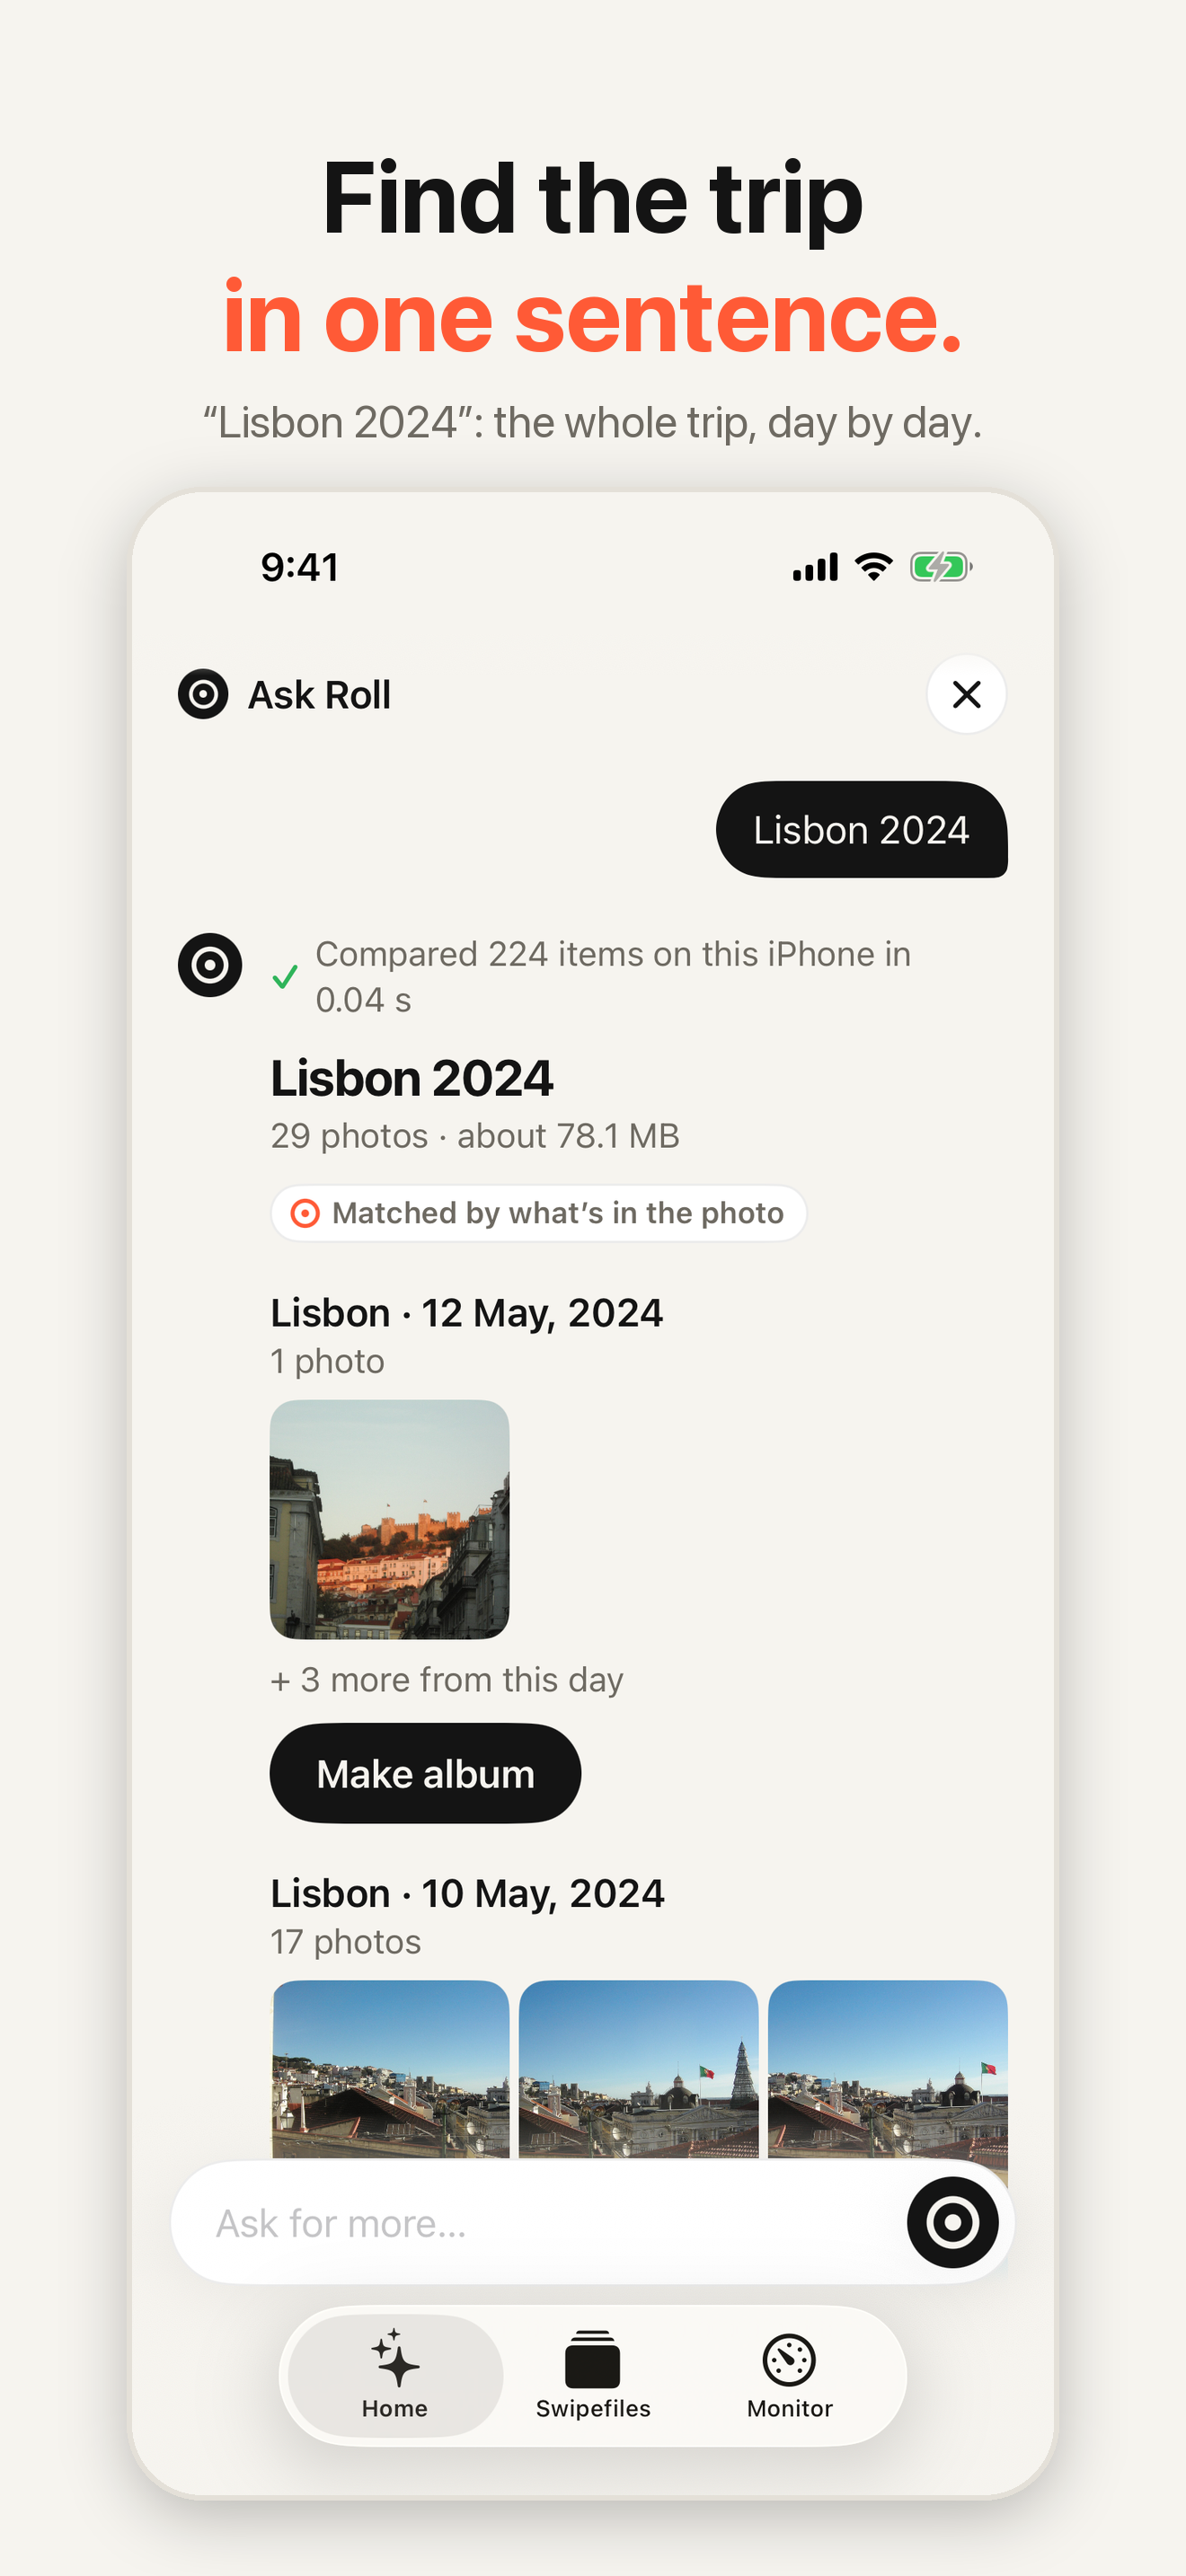 Find the trip
in one sentence.
“Lisbon 2024”: the whole trip, day by day.
9:41
Ask Roll
Lisbon 2024
Compared 224 items on this iPhone in
0.04 s
Lisbon 2024
29 photos · about 78.1 MB
Matched by what’s in the photo
Lisbon · 12 May, 2024
1 photo
+ 3 more from this day
Make album
Lisbon · 10 May, 2024
17 photos
Ask for more...
Home
Swipefiles
Monitor